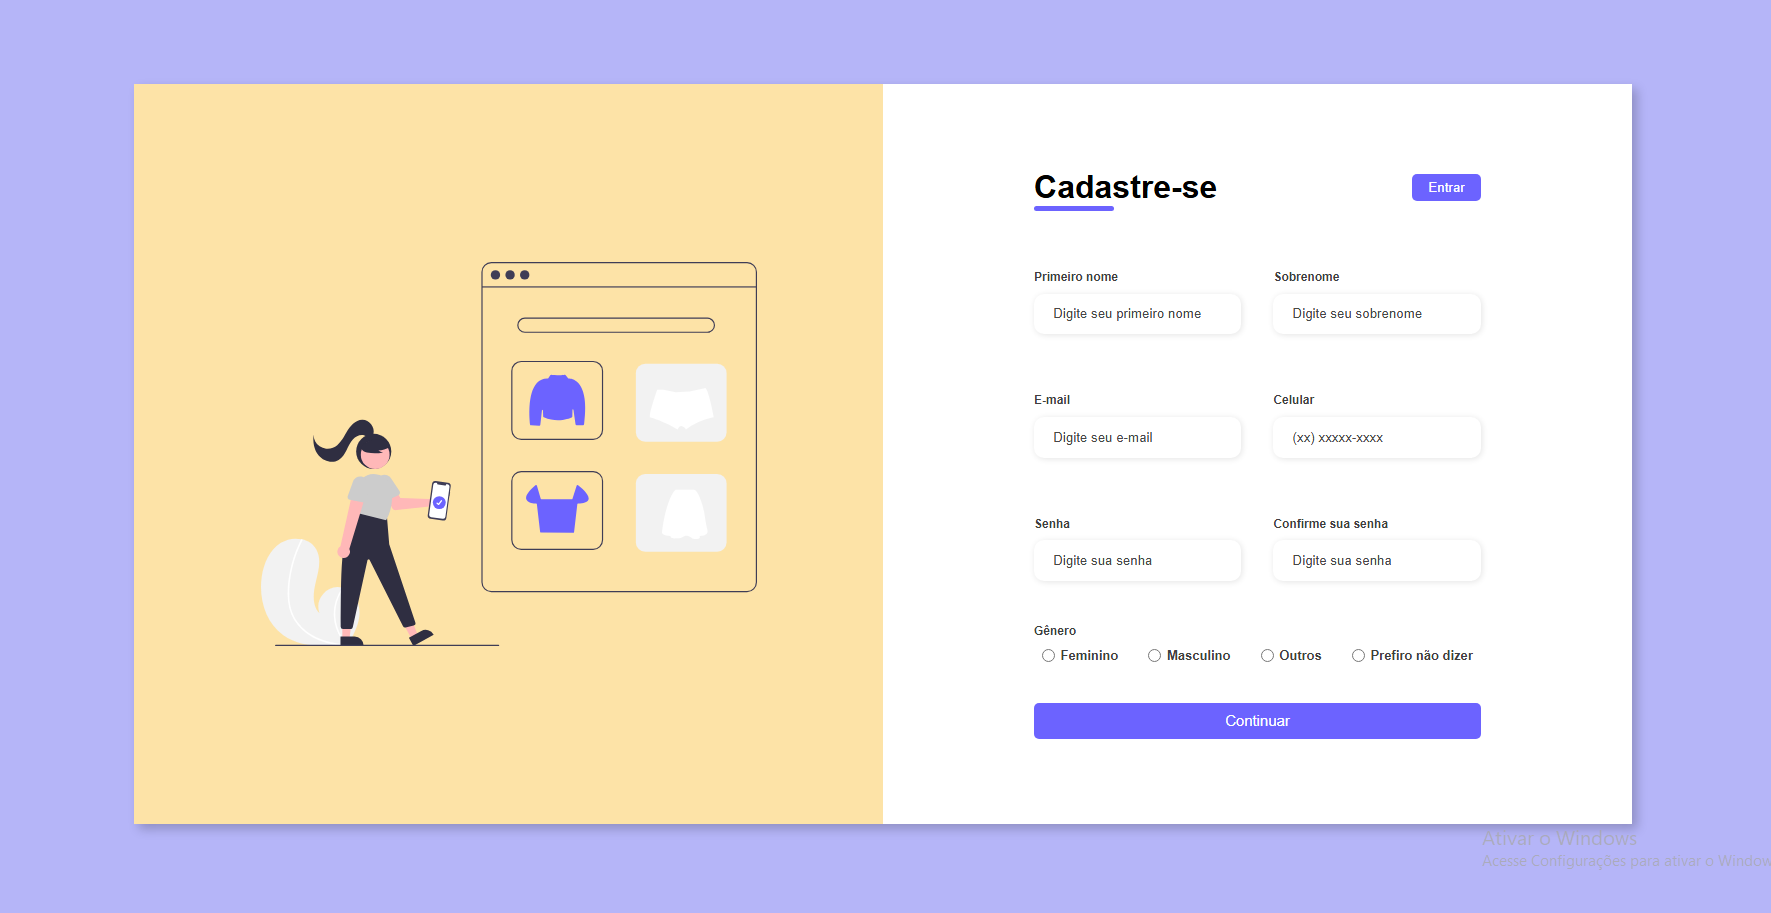 Cadastre-se
Entrar
Primeiro nome
Sobrenome
Digite seu primeiro nome
Digite seu sobrenome
E-mail
Celular
Digite seu e-mail
(xx) xxxxx-xxxx
Senha
Confirme sua senha
Digite sua senha
Digite sua senha
Gênero
Feminino
Masculino
Outros
Prefiro não dizer
Continuar
Ativar o Windows
Acesse Configurações para ativar o Window